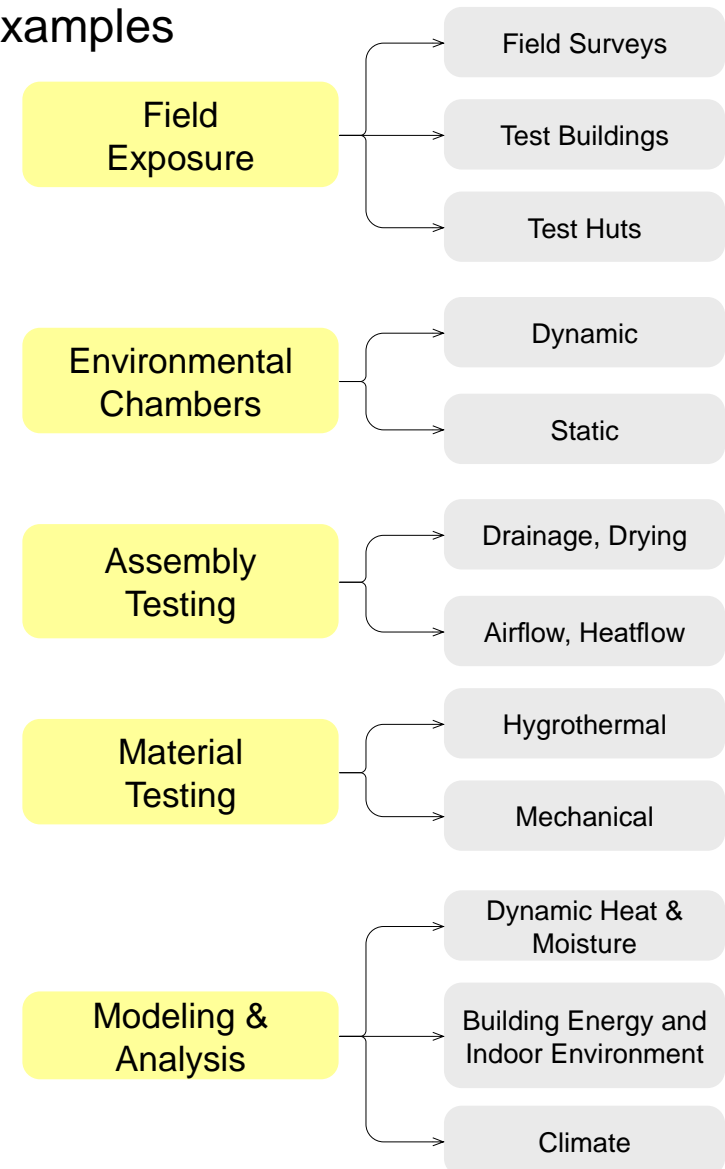 xamples
Field
Exposure
Field Surveys
Test Buildings
Test Huts
Environmental
Chambers
Dynamic
Static
Assembly
Testing
Drainage, Drying
Airflow, Heatflow
Material
Testing
Hygrothermal
Mechanical
Modeling &
Analysis
Dynamic Heat &
Moisture
Building Energy and
Indoor Environment
Climate